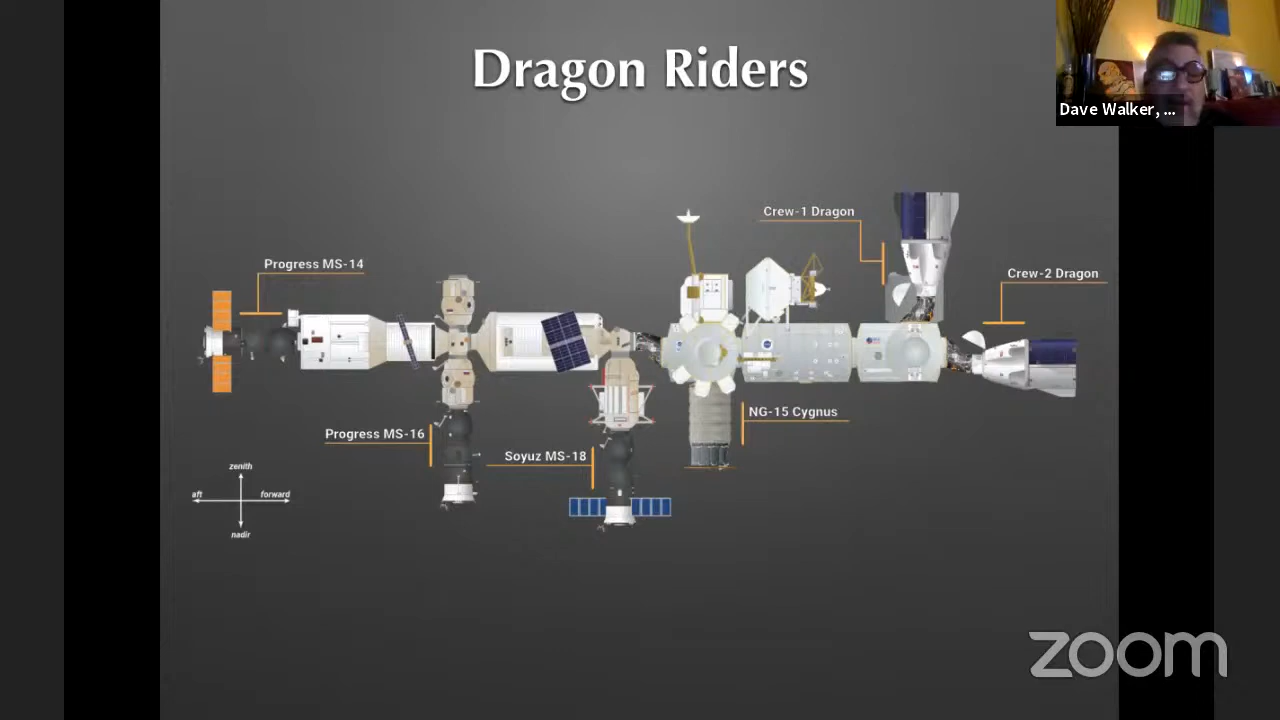 Dragon Riders
Dave Walker, ...
Crew-1 Dragon
Progress MS-14
Crew-2 Dragon
NG-15 Cygnus
Progress MS-16
Soyuz MS-18
zenith
aft forward
nadir
zoom